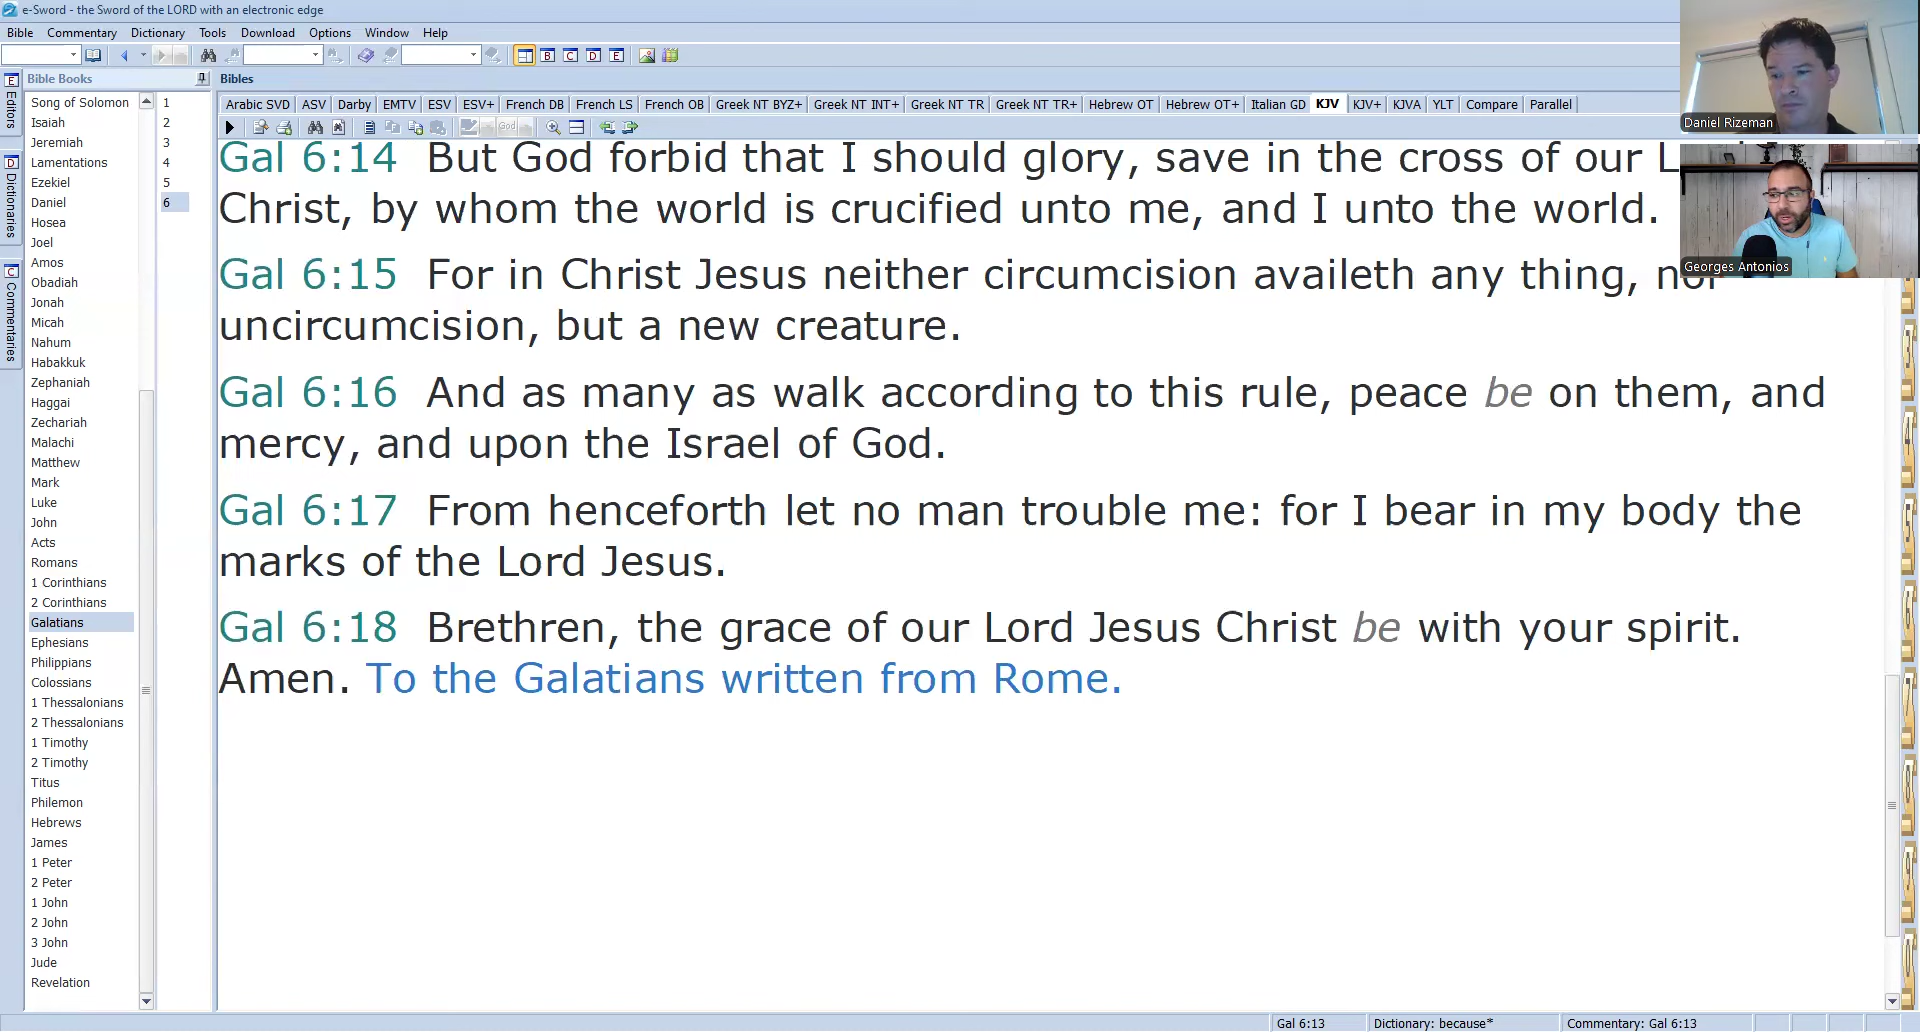 e-Sword - the Sword of the LORD with an electronic edge
Bible Commentary Dictionary Tools Download Options Window Help
B C D E
Bible Books
Bibles
E Editors
D Dictionaries
C Commentaries
Song of Solomon
Isaiah
Jeremiah
Lamentations
Ezekiel
Daniel
Hosea
Joel
Amos
Obadiah
Jonah
Micah
Nahum
Habakkuk
Zephaniah
Haggai
Zechariah
Malachi
Matthew
Mark
Luke
John
Acts
Romans
1 Corinthians
2 Corinthians
Galatians
Ephesians
Philippians
Colossians
1 Thessalonians
2 Thessalonians
1 Timothy
2 Timothy
Titus
Philemon
Hebrews
James
1 Peter
2 Peter
1 John
2 John
3 John
Jude
Revelation
1
2
3
4
5
6
Arabic SVD ASV Darby EMTV ESV ESV+ French DB French LS French OB Greek NT BYZ+ Greek NT INT+ Greek NT TR Greek NT TR+ Hebrew OT Hebrew OT+ Italian GD KJV KJV+ KJVA YLT Compare Parallel
God
Gal 6:14 But God forbid that I should glory, save in the cross of our
Christ, by whom the world is crucified unto me, and I unto the world.
Gal 6:15 For in Christ Jesus neither circumcision availeth any thing, nor
uncircumcision, but a new creature.
Gal 6:16 And as many as walk according to this rule, peace be on them, and
mercy, and upon the Israel of God.
Gal 6:17 From henceforth let no man trouble me: for I bear in my body the
marks of the Lord Jesus.
Gal 6:18 Brethren, the grace of our Lord Jesus Christ be with your spirit.
Amen. To the Galatians written from Rome.
Daniel Rizeman
Georges Antonios
Gal 6:13 Dictionary: because* Commentary: Gal 6:13